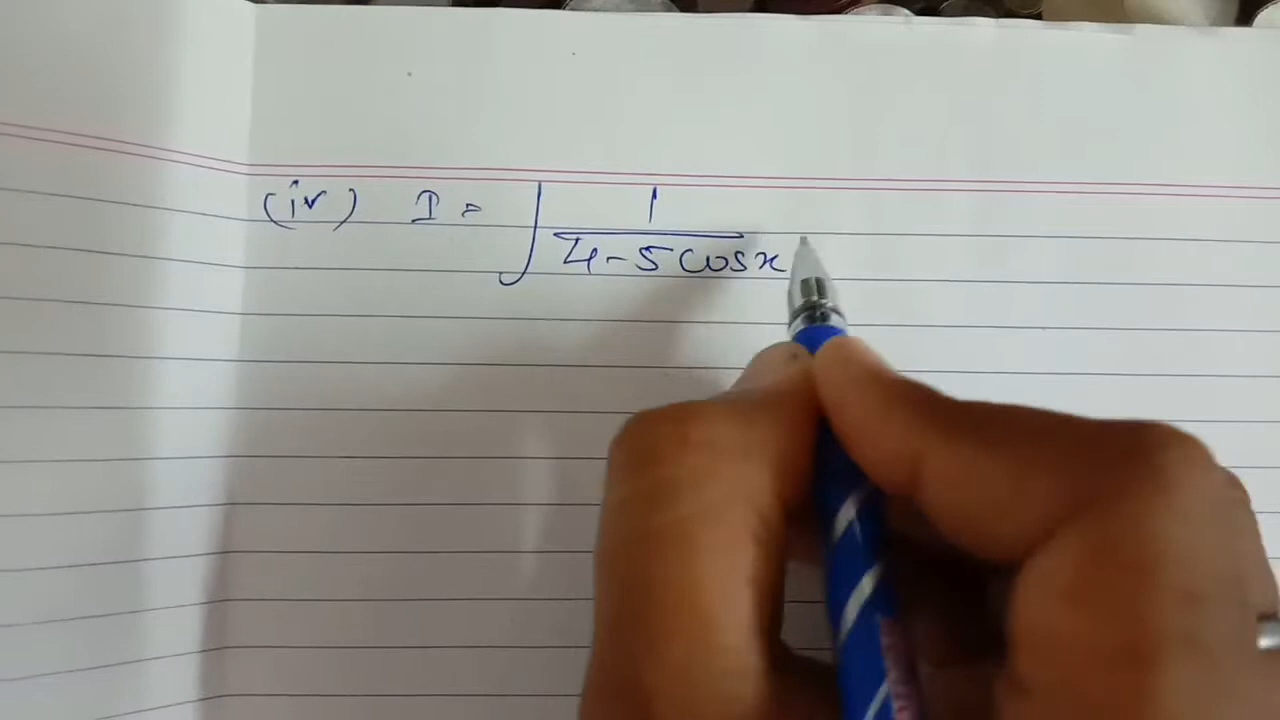 (iv) I = ∫ 1/(4-5cosx)